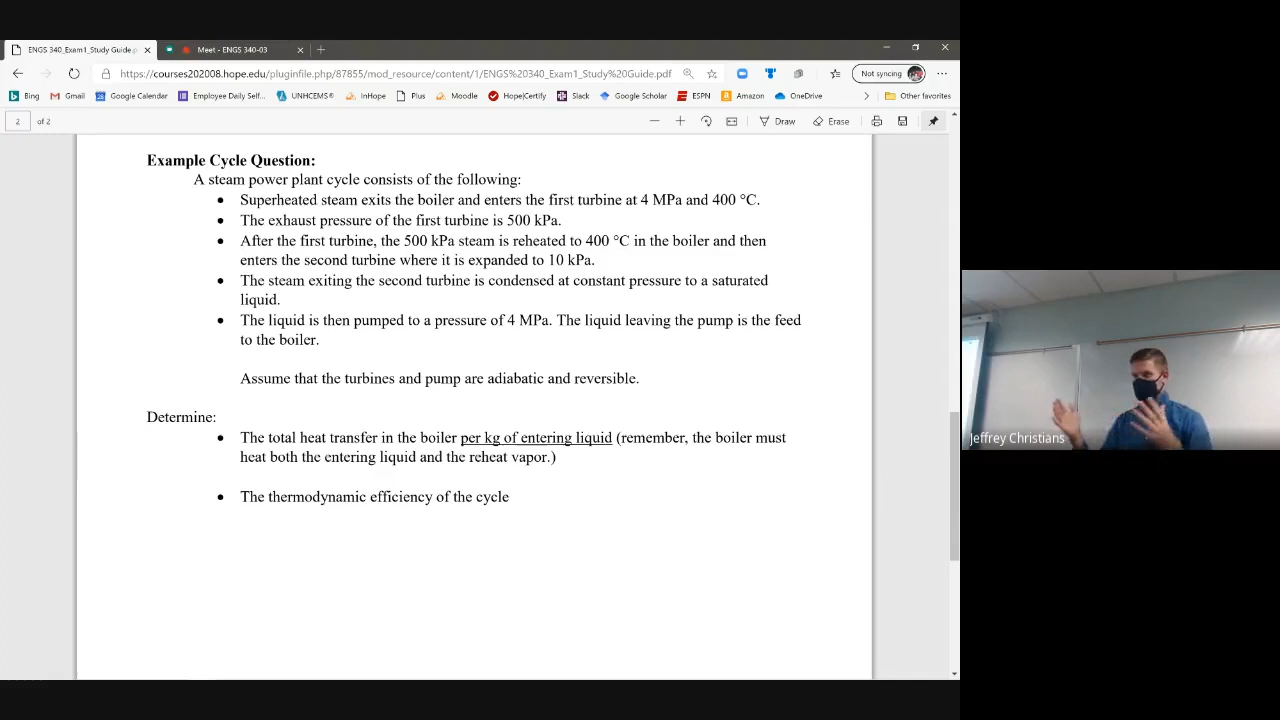 ENGS 340_Exam1_Study Guide.p
Meet - ENGS 340-03
https://courses202008.hope.edu/pluginfile.php/87855/mod_resource/content/1/ENGS%20340_Exam1_Study%20Guide.pdf
Not syncing
Bing Gmail Google Calendar Employee Daily Self... UNHCEMS® InHope Plus Moodle Hope|Certify Slack Google Scholar ESPN Amazon OneDrive Other favorites
2 of 2 Draw Erase
Example Cycle Question:
A steam power plant cycle consists of the following:
• Superheated steam exits the boiler and enters the first turbine at 4 MPa and 400 °C.
• The exhaust pressure of the first turbine is 500 kPa.
• After the first turbine, the 500 kPa steam is reheated to 400 °C in the boiler and then
enters the second turbine where it is expanded to 10 kPa.
• The steam exiting the second turbine is condensed at constant pressure to a saturated
liquid.
• The liquid is then pumped to a pressure of 4 MPa. The liquid leaving the pump is the feed
to the boiler.
Assume that the turbines and pump are adiabatic and reversible.
Determine:
• The total heat transfer in the boiler per kg of entering liquid (remember, the boiler must
heat both the entering liquid and the reheat vapor.)
• The thermodynamic efficiency of the cycle
Jeffrey Christians